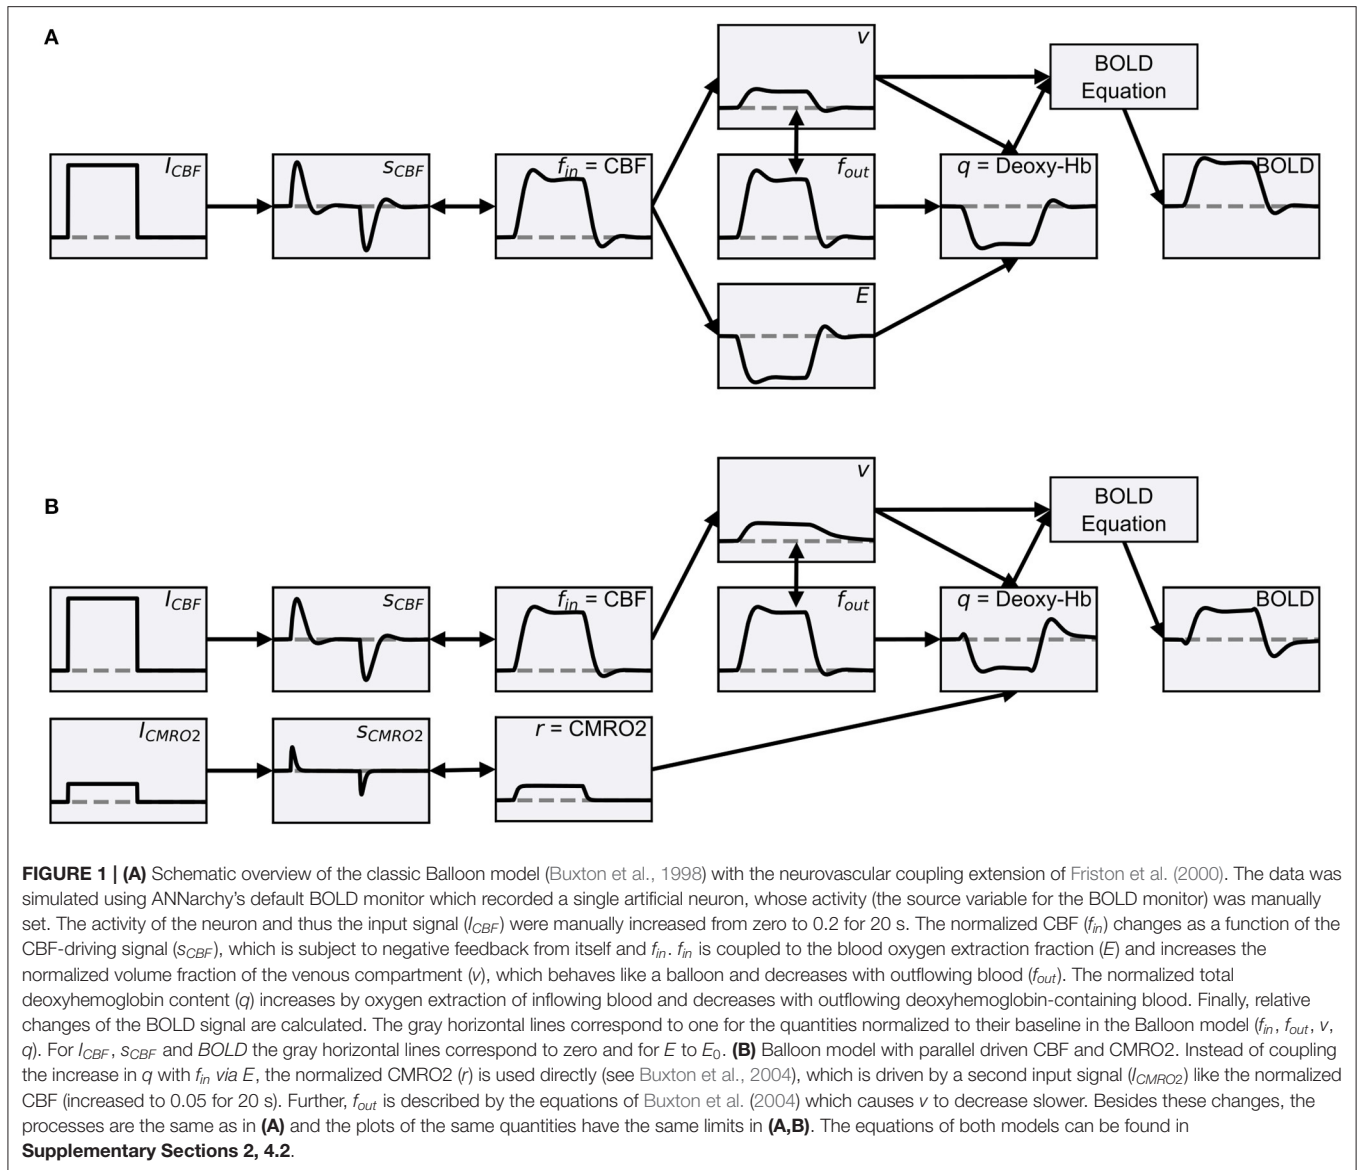 A
v
BOLD
Equation
I_CBF
s_CBF
f_in = CBF
f_out
q = Deoxy-Hb
BOLD
E
B
v
BOLD
Equation
I_CBF
s_CBF
f_in = CBF
f_out
q = Deoxy-Hb
BOLD
I_CMRO2
s_CMRO2
r = CMRO2
FIGURE 1 | (A) Schematic overview of the classic Balloon model (Buxton et al., 1998) with the neurovascular coupling extension of Friston et al. (2000). The data was
simulated using ANNarchy's default BOLD monitor which recorded a single artificial neuron, whose activity (the source variable for the BOLD monitor) was manually
set. The activity of the neuron and thus the input signal (I_CBF) were manually increased from zero to 0.2 for 20 s. The normalized CBF (f_in) changes as a function of the
CBF-driving signal (s_CBF), which is subject to negative feedback from itself and f_in. f_in is coupled to the blood oxygen extraction fraction (E) and increases the
normalized volume fraction of the venous compartment (v), which behaves like a balloon and decreases with outflowing blood (f_out). The normalized total
deoxyhemoglobin content (q) increases by oxygen extraction of inflowing blood and decreases with outflowing deoxyhemoglobin-containing blood. Finally, relative
changes of the BOLD signal are calculated. The gray horizontal lines correspond to one for the quantities normalized to their baseline in the Balloon model (f_in, f_out, v,
q). For I_CBF, s_CBF and BOLD the gray horizontal lines correspond to zero and for E to E_0. (B) Balloon model with parallel driven CBF and CMRO2. Instead of coupling
the increase in q with f_in via E, the normalized CMRO2 (r) is used directly (see Buxton et al., 2004), which is driven by a second input signal (I_CMRO2) like the normalized
CBF (increased to 0.05 for 20 s). Further, f_out is described by the equations of Buxton et al. (2004) which causes v to decrease slower. Besides these changes, the
processes are the same as in (A) and the plots of the same quantities have the same limits in (A,B). The equations of both models can be found in
Supplementary Sections 2, 4.2.